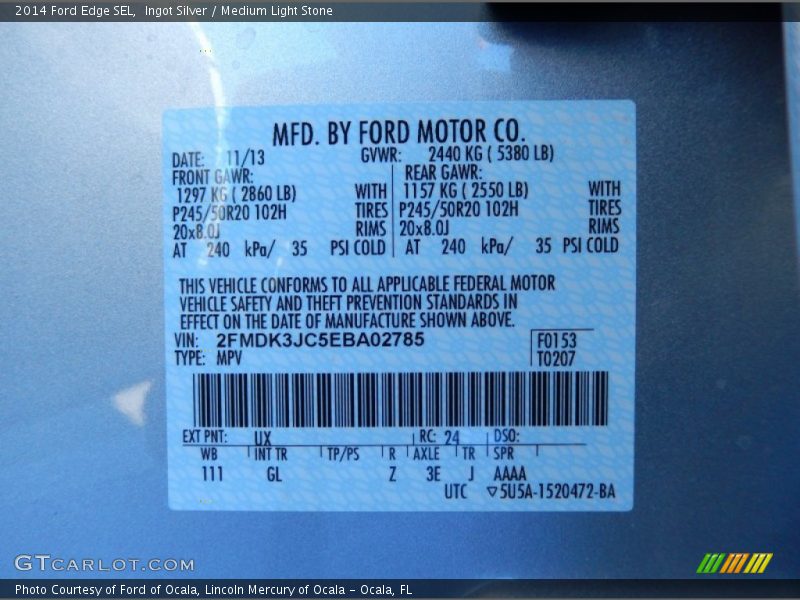 2014 Ford Edge SEL, Ingot Silver / Medium Light Stone
MFD. BY FORD MOTOR CO.
DATE: 11/13 GVWR: 2440 KG ( 5380 LB)
FRONT GAWR: REAR GAWR:
1297 KG ( 2860 LB) WITH 1157 KG ( 2550 LB) WITH
P245/50R20 102H TIRES P245/50R20 102H TIRES
20x8.0J RIMS 20x8.0J RIMS
AT 240 kPa/ 35 PSI COLD AT 240 kPa/ 35 PSI COLD
THIS VEHICLE CONFORMS TO ALL APPLICABLE FEDERAL MOTOR
VEHICLE SAFETY AND THEFT PREVENTION STANDARDS IN
EFFECT ON THE DATE OF MANUFACTURE SHOWN ABOVE.
VIN: 2FMDK3JC5EBA02785 F0153
TYPE: MPV T0207
EXT PNT: UX RC: 24 DSO:
WB INT TR TP/PS R AXLE TR SPR
111 GL Z 3E J AAAA
UTC ▽5U5A-1520472-BA
GTCARLOT.COM
Photo Courtesy of Ford of Ocala, Lincoln Mercury of Ocala - Ocala, FL